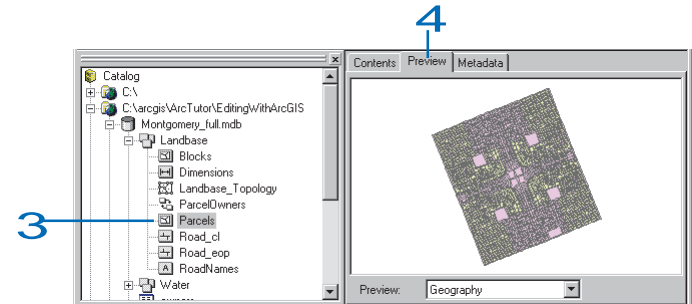 4
Contents Preview Metadata
Catalog
C:\
C:\arcgis\ArcTutor\EditingWithArcGIS
Montgomery_full.mdb
Landbase
Blocks
Dimensions
Landbase_Topology
ParcelOwners
3 Parcels
Road_cl
Road_eop
A RoadNames
Water
Preview: Geography